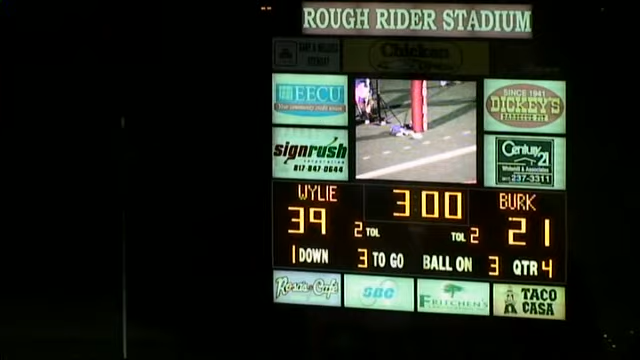 ROUGH RIDER STADIUM
Chicken
EECU
SINCE 1941
DICKEY'S
BARBECUE PIT
signrush
corporation
817-847-0644
Century 21
237-3311
WYLIE 3:00 BURK
39 2 TOL TOL 2 21
1 DOWN 3 TO GO BALL ON 3 QTR 4
Rosa's Café
SBC
FRITCHEN'S
TACO CASA